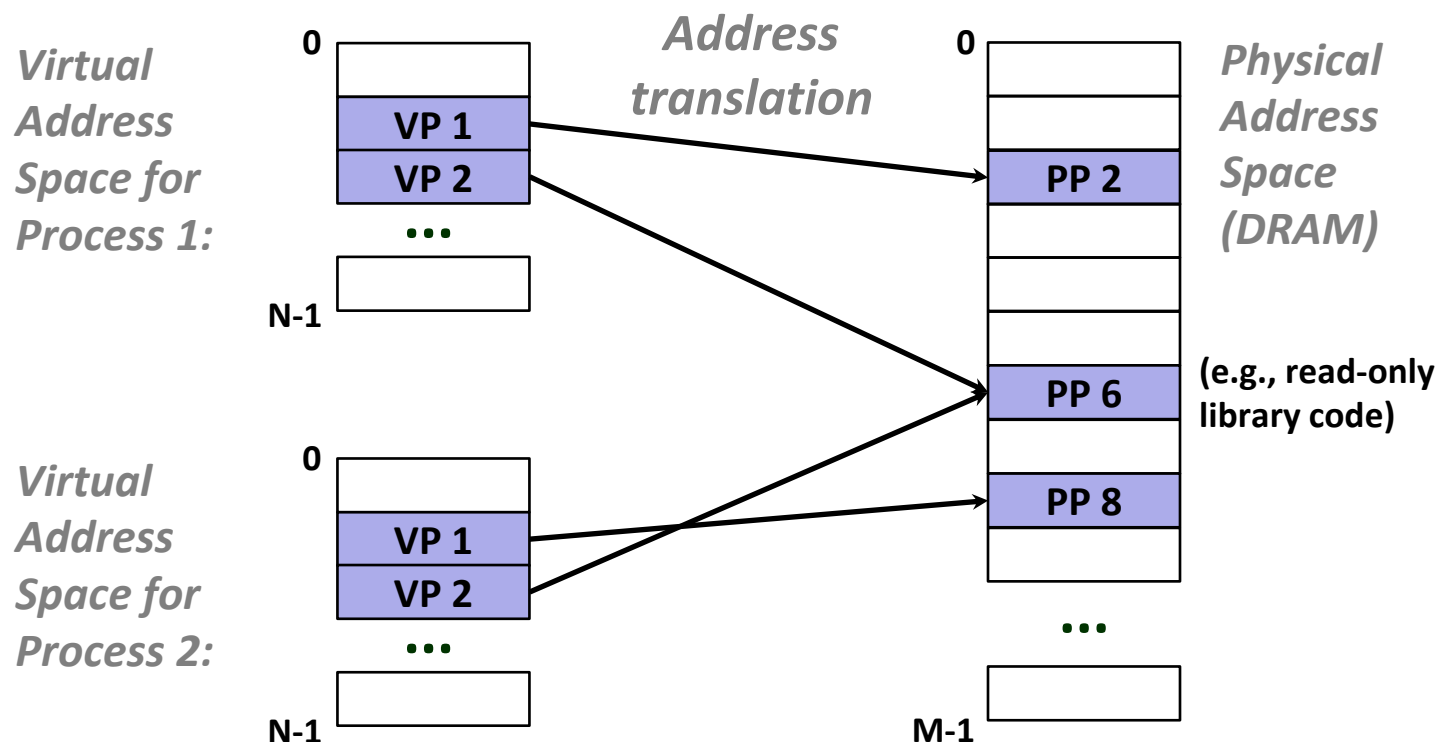 Virtual
Address
Space for
Process 1:
0
VP 1
VP 2
...
N-1
Address
translation
0
PP 2
PP 6
PP 8
...
M-1
Physical
Address
Space
(DRAM)
(e.g., read-only
library code)
Virtual
Address
Space for
Process 2:
0
VP 1
VP 2
...
N-1